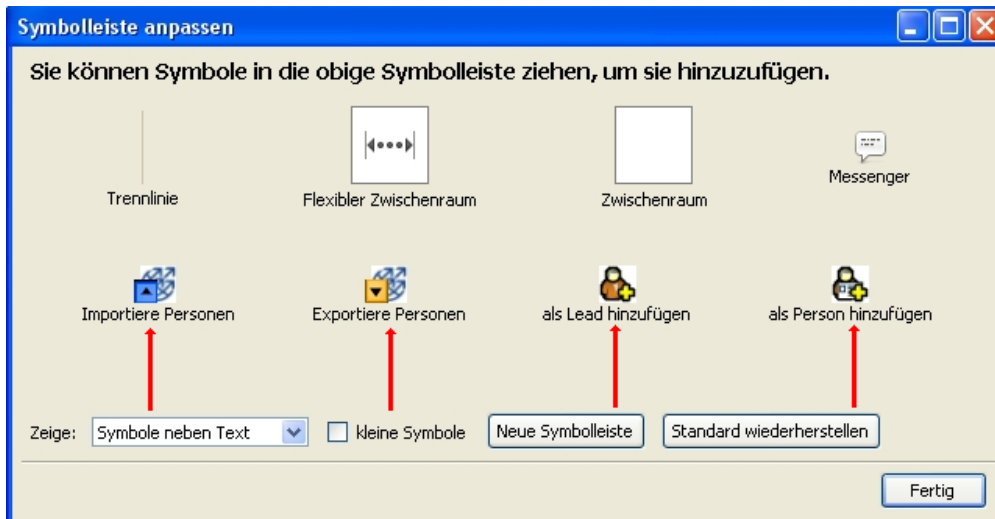 Symbolleiste anpassen
Sie können Symbole in die obige Symbolleiste ziehen, um sie hinzuzufügen.
Trennlinie
Flexibler Zwischenraum
Zwischenraum
Messenger
Importiere Personen
Exportiere Personen
als Lead hinzufügen
als Person hinzufügen
Zeige: Symbole neben Text kleine Symbole Neue Symbolleiste Standard wiederherstellen
Fertig